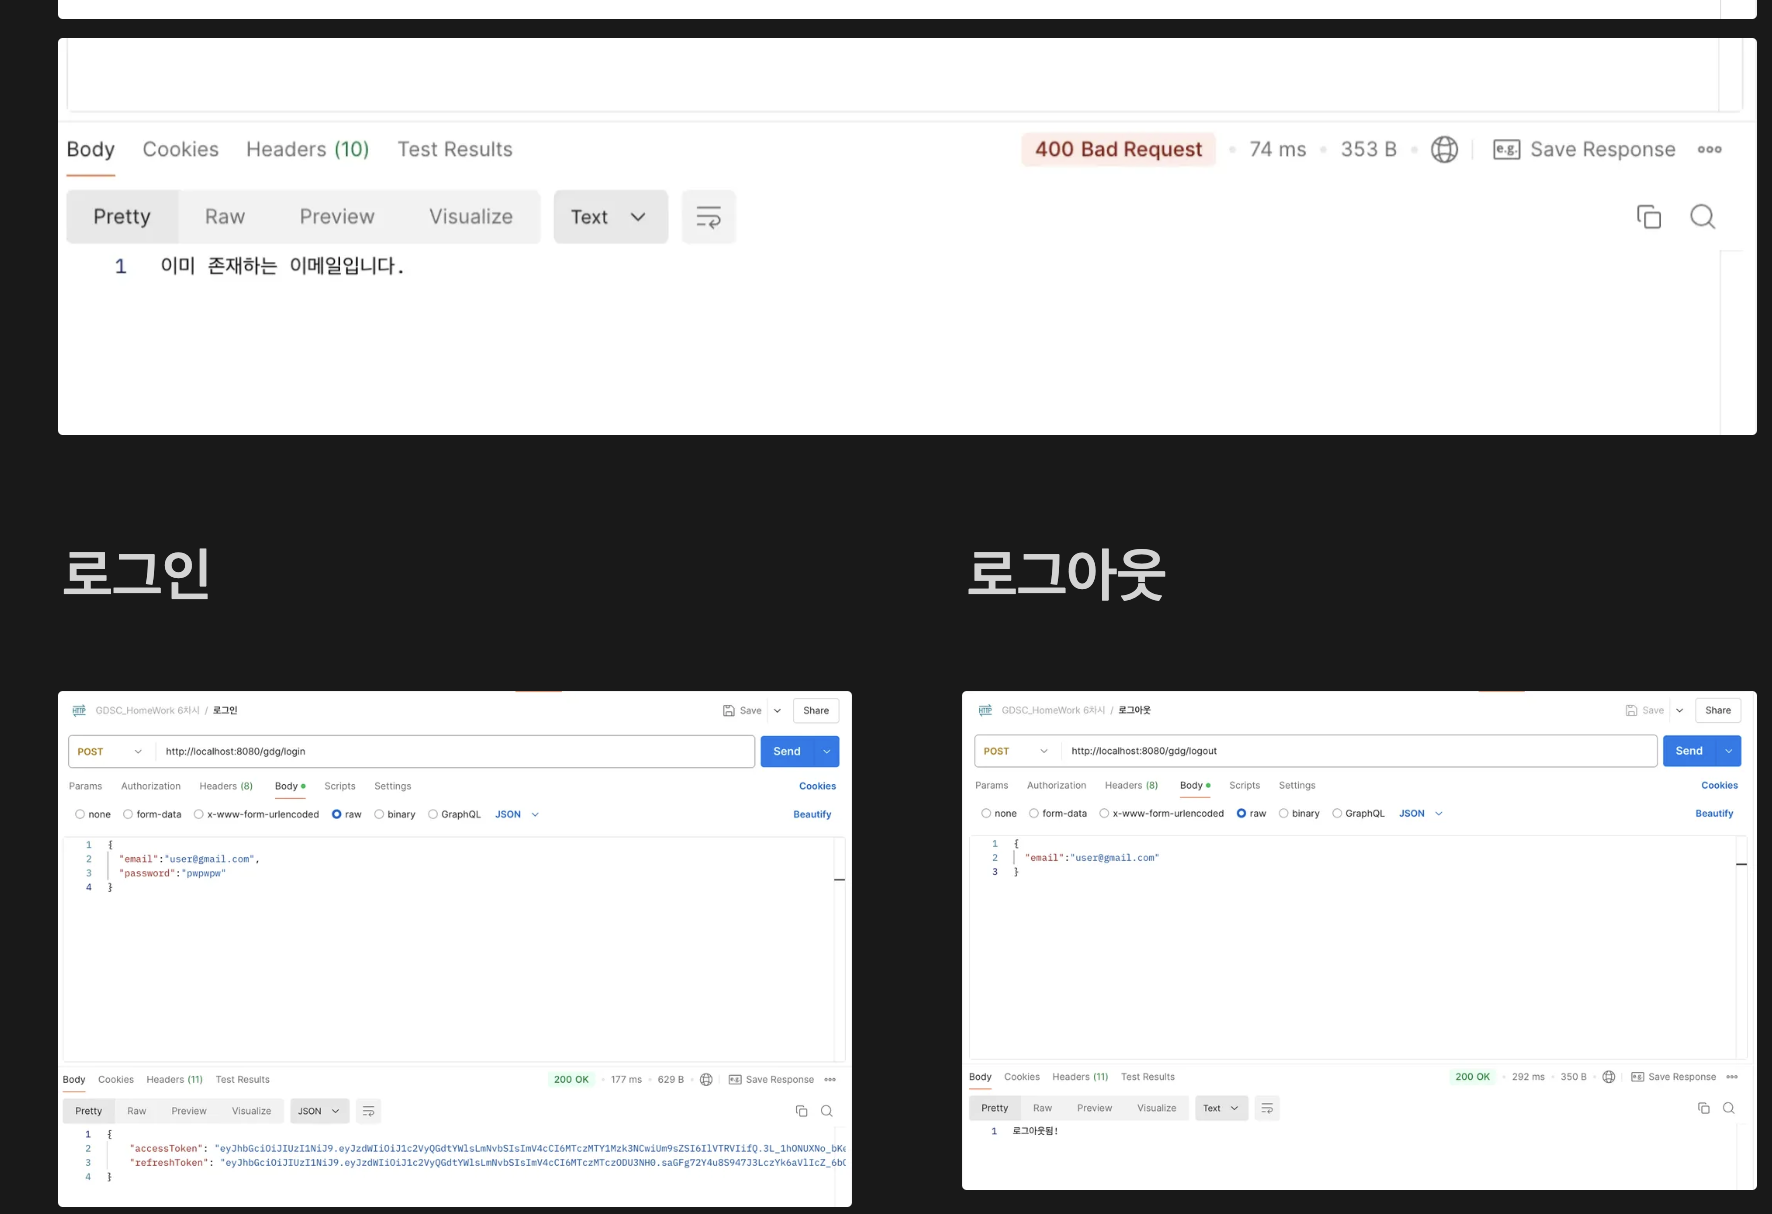 Body Cookies Headers (10) Test Results 400 Bad Request 74 ms 353 B e.g. Save Response
Pretty Raw Preview Visualize Text
1 이미 존재하는 이메일입니다.
로그인
HTTP GDSC_HomeWork 6차시 / 로그인 Save Share
POST http://localhost:8080/gdg/login Send
Params Authorization Headers (8) Body Scripts Settings Cookies
none form-data x-www-form-urlencoded raw binary GraphQL JSON Beautify
1 {
2 "email":"user@gmail.com",
3 "password":"pwpwpw"
4 }
Body Cookies Headers (11) Test Results 200 OK 177 ms 629 B e.g. Save Response
Pretty Raw Preview Visualize JSON
1 {
2 "accessToken": "eyJhbGciOiJIUzI1NiJ9.eyJzdWIiOiJ1c2VyQGdtYWlsLmNvbSIsImV4cCI6MTczMTY1Mzk3NCwiUm9sZSI6IlVTRVIifQ.3L_1hONUXNo_bKe
3 "refreshToken": "eyJhbGciOiJIUzI1NiJ9.eyJzdWIiOiJ1c2VyQGdtYWlsLmNvbSIsImV4cCI6MTczMTczODU3NH0.saGFg72Y4u8S947J3LczYk6aVlIcZ_6b
4 }
로그아웃
HTTP GDSC_HomeWork 6차시 / 로그아웃 Save Share
POST http://localhost:8080/gdg/logout Send
Params Authorization Headers (8) Body Scripts Settings Cookies
none form-data x-www-form-urlencoded raw binary GraphQL JSON Beautify
1 {
2 "email":"user@gmail.com"
3 }
Body Cookies Headers (11) Test Results 200 OK 292 ms 350 B e.g. Save Response
Pretty Raw Preview Visualize Text
1 로그아웃됨!